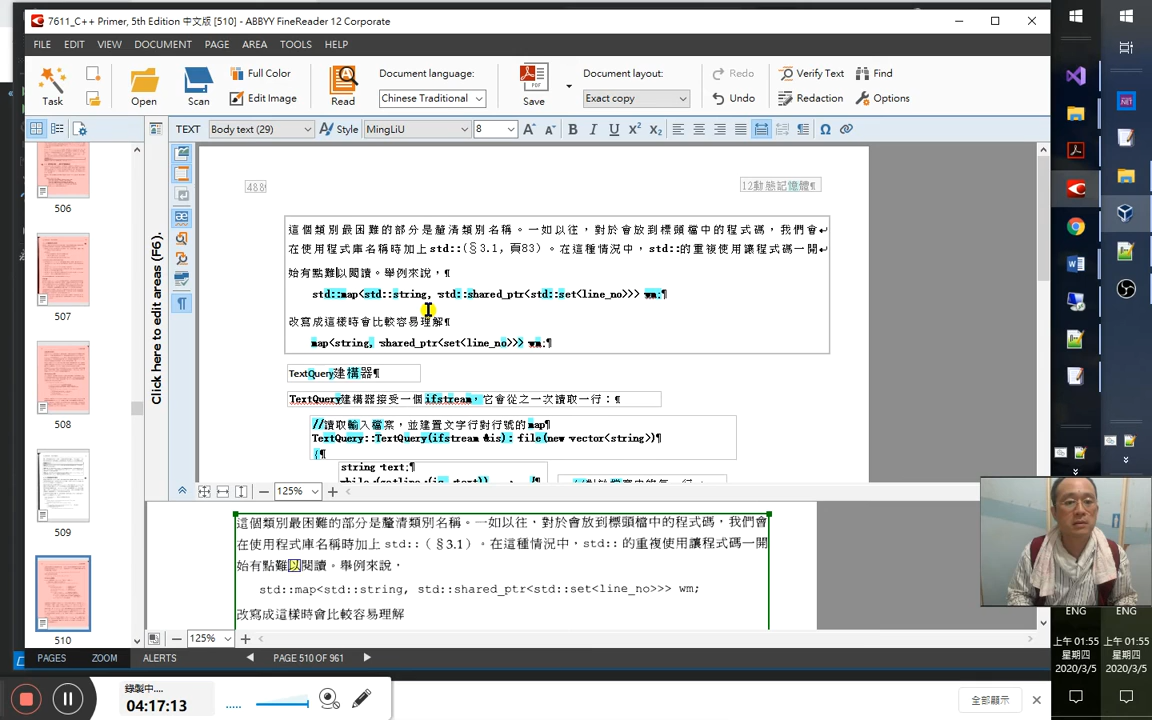 7611_C++ Primer, 5th Edition 中文版 [510] - ABBYY FineReader 12 Corporate
FILE EDIT VIEW DOCUMENT PAGE AREA TOOLS HELP
Task Open Scan Full Color Edit Image Read Document language: Chinese Traditional Save Document layout: Exact copy Redo Undo Verify Text Redaction Find Options
TEXT Body text (29) Style MingLiU 8
506
507
508
509
510
Click here to edit areas (F6).
488
12動態記憶體¶
這個類別最困難的部分是釐清類別名稱。一如以往,對於會放到標頭檔中的程式碼,我們會↵
在使用程式庫名稱時加上 std::(§3.1,頁83)。在這種情況中,std::的重複使用讓程式碼一開↵
始有點難以閱讀。舉例來說,¶
std::map<std::string, std::shared_ptr<std::set<line_no>>> wm;¶
改寫成這樣時會比較容易理解¶
map<string, shared_ptr<set<line_no>>> wm;¶
TextQuery建構器¶
TextQuery建構器接受一個 ifstream,它會從之一次讀取一行:¶
//讀取輸入檔案,並建置文字行對行號的map
TextQuery::TextQuery(ifstream &is): file(new vector<string>)¶
{¶
string text;¶
125%
這個類別最困難的部分是釐清類別名稱。一如以往,對於會放到標頭檔中的程式碼,我們會
在使用程式庫名稱時加上 std::(§3.1)。在這種情況中,std::的重複使用讓程式碼一開
始有點難以閱讀。舉例來說,
std::map<std::string, std::shared_ptr<std::set<line_no>>> wm;
改寫成這樣時會比較容易理解
125%
PAGES ZOOM ALERTS PAGE 510 OF 961
錄製中....
04:17:13
全部顯示
ENG ENG
上午 01:55 上午 01:55
星期四 星期四
2020/3/5 2020/3/5